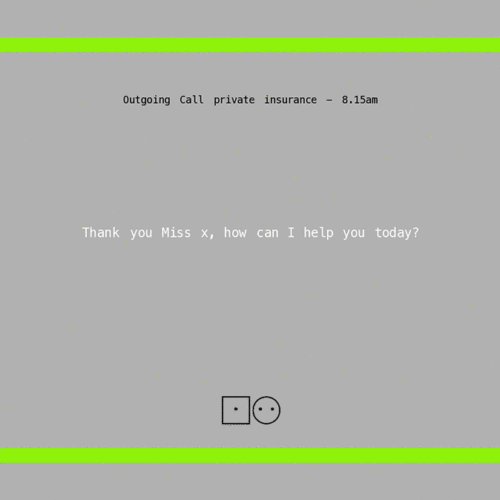 Outgoing Call private insurance – 8.15am
Thank you Miss x, how can I help you today?